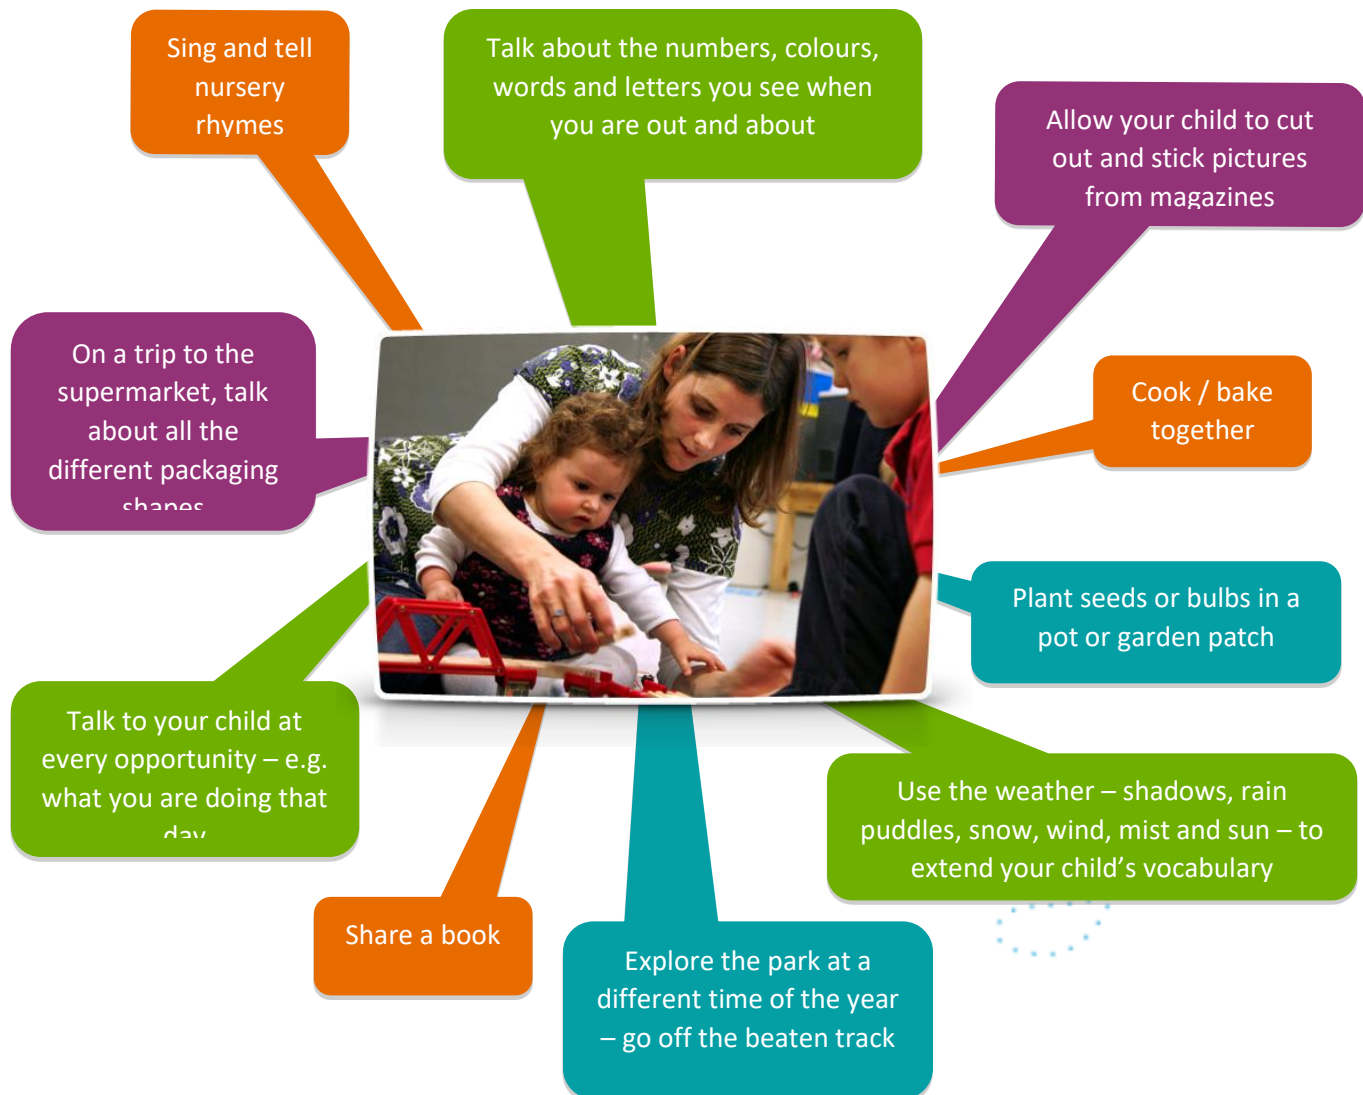 Sing and tell
nursery
rhymes
Talk about the numbers, colours,
words and letters you see when
you are out and about
Allow your child to cut
out and stick pictures
from magazines
On a trip to the
supermarket, talk
about all the
different packaging
shapes
Cook / bake
together
Plant seeds or bulbs in a
pot or garden patch
Talk to your child at
every opportunity – e.g.
what you are doing that
day
Use the weather – shadows, rain
puddles, snow, wind, mist and sun – to
extend your child’s vocabulary
Share a book
Explore the park at a
different time of the year
– go off the beaten track